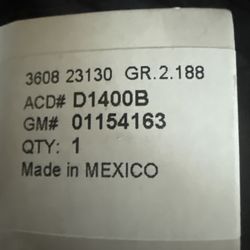 3608 23130 GR.2.188
ACD# D1400B
GM# 01154163
QTY: 1
Made in MEXICO